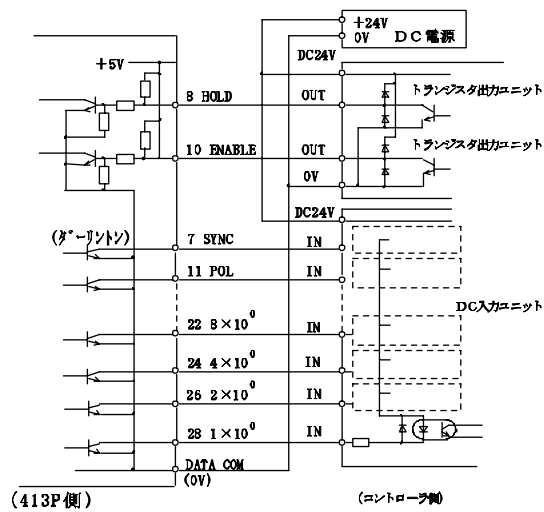 +24V
0V
DC電源
DC24V
+5V
トランジスタ出力ユニット
8 HOLD
OUT
トランジスタ出力ユニット
10 ENABLE
OUT
0V
DC24V
(ダーリントン)
7 SYNC
IN
11 POL
IN
DC入力ユニット
22 8×10⁰
IN
24 4×10⁰
IN
26 2×10⁰
IN
28 1×10⁰
IN
DATA COM
(0V)
(413P側)
(コントローラ側)